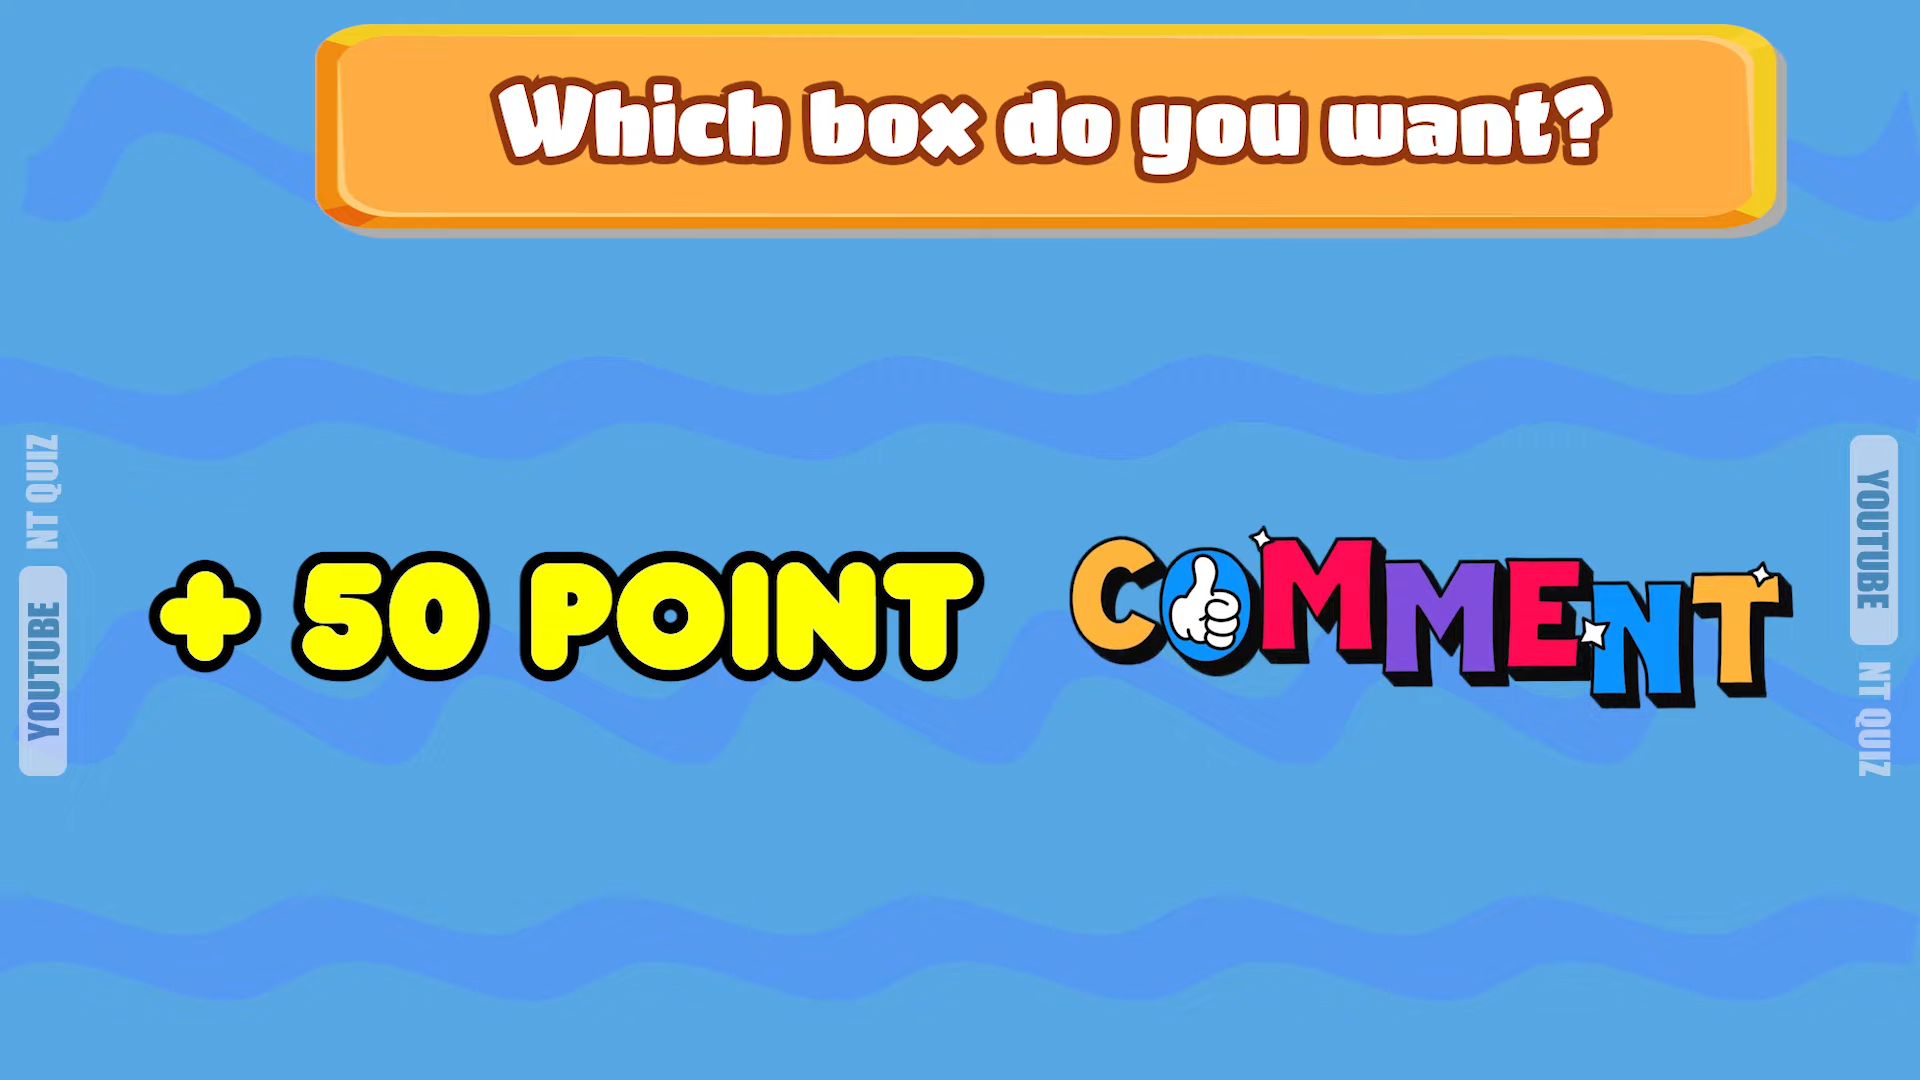 Which box do you want?
+ 50 POINT
COMMENT
YOUTUBE NT QUIZ
YOUTUBE NT QUIZ